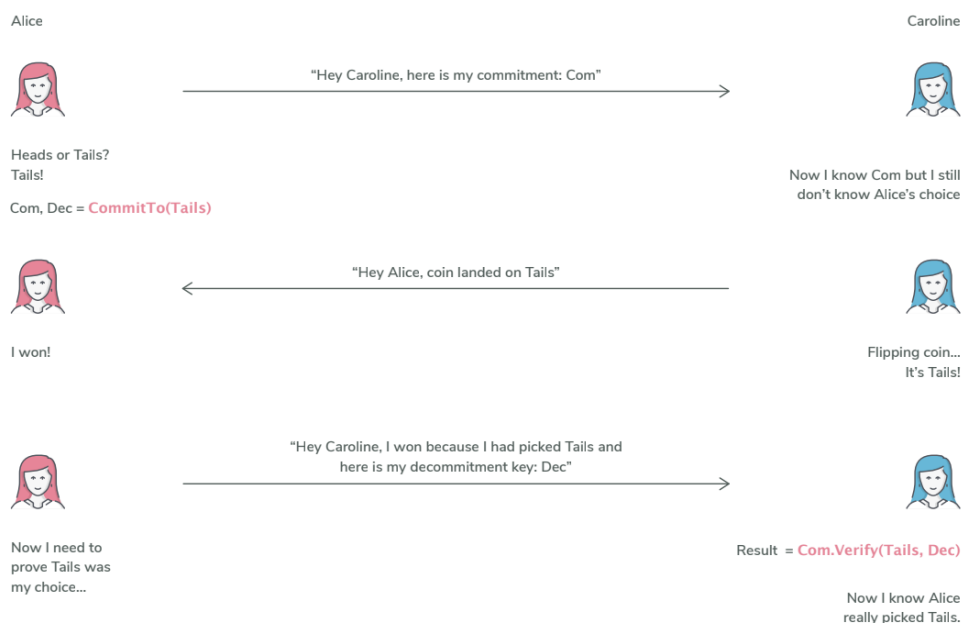 Alice
Caroline
“Hey Caroline, here is my commitment: Com”
Heads or Tails?
Tails!
Com, Dec = CommitTo(Tails)
Now I know Com but I still
don’t know Alice’s choice
“Hey Alice, coin landed on Tails”
I won!
Flipping coin...
It’s Tails!
“Hey Caroline, I won because I had picked Tails and
here is my decommitment key: Dec”
Now I need to
prove Tails was
my choice...
Result = Com.Verify(Tails, Dec)
Now I know Alice
really picked Tails.